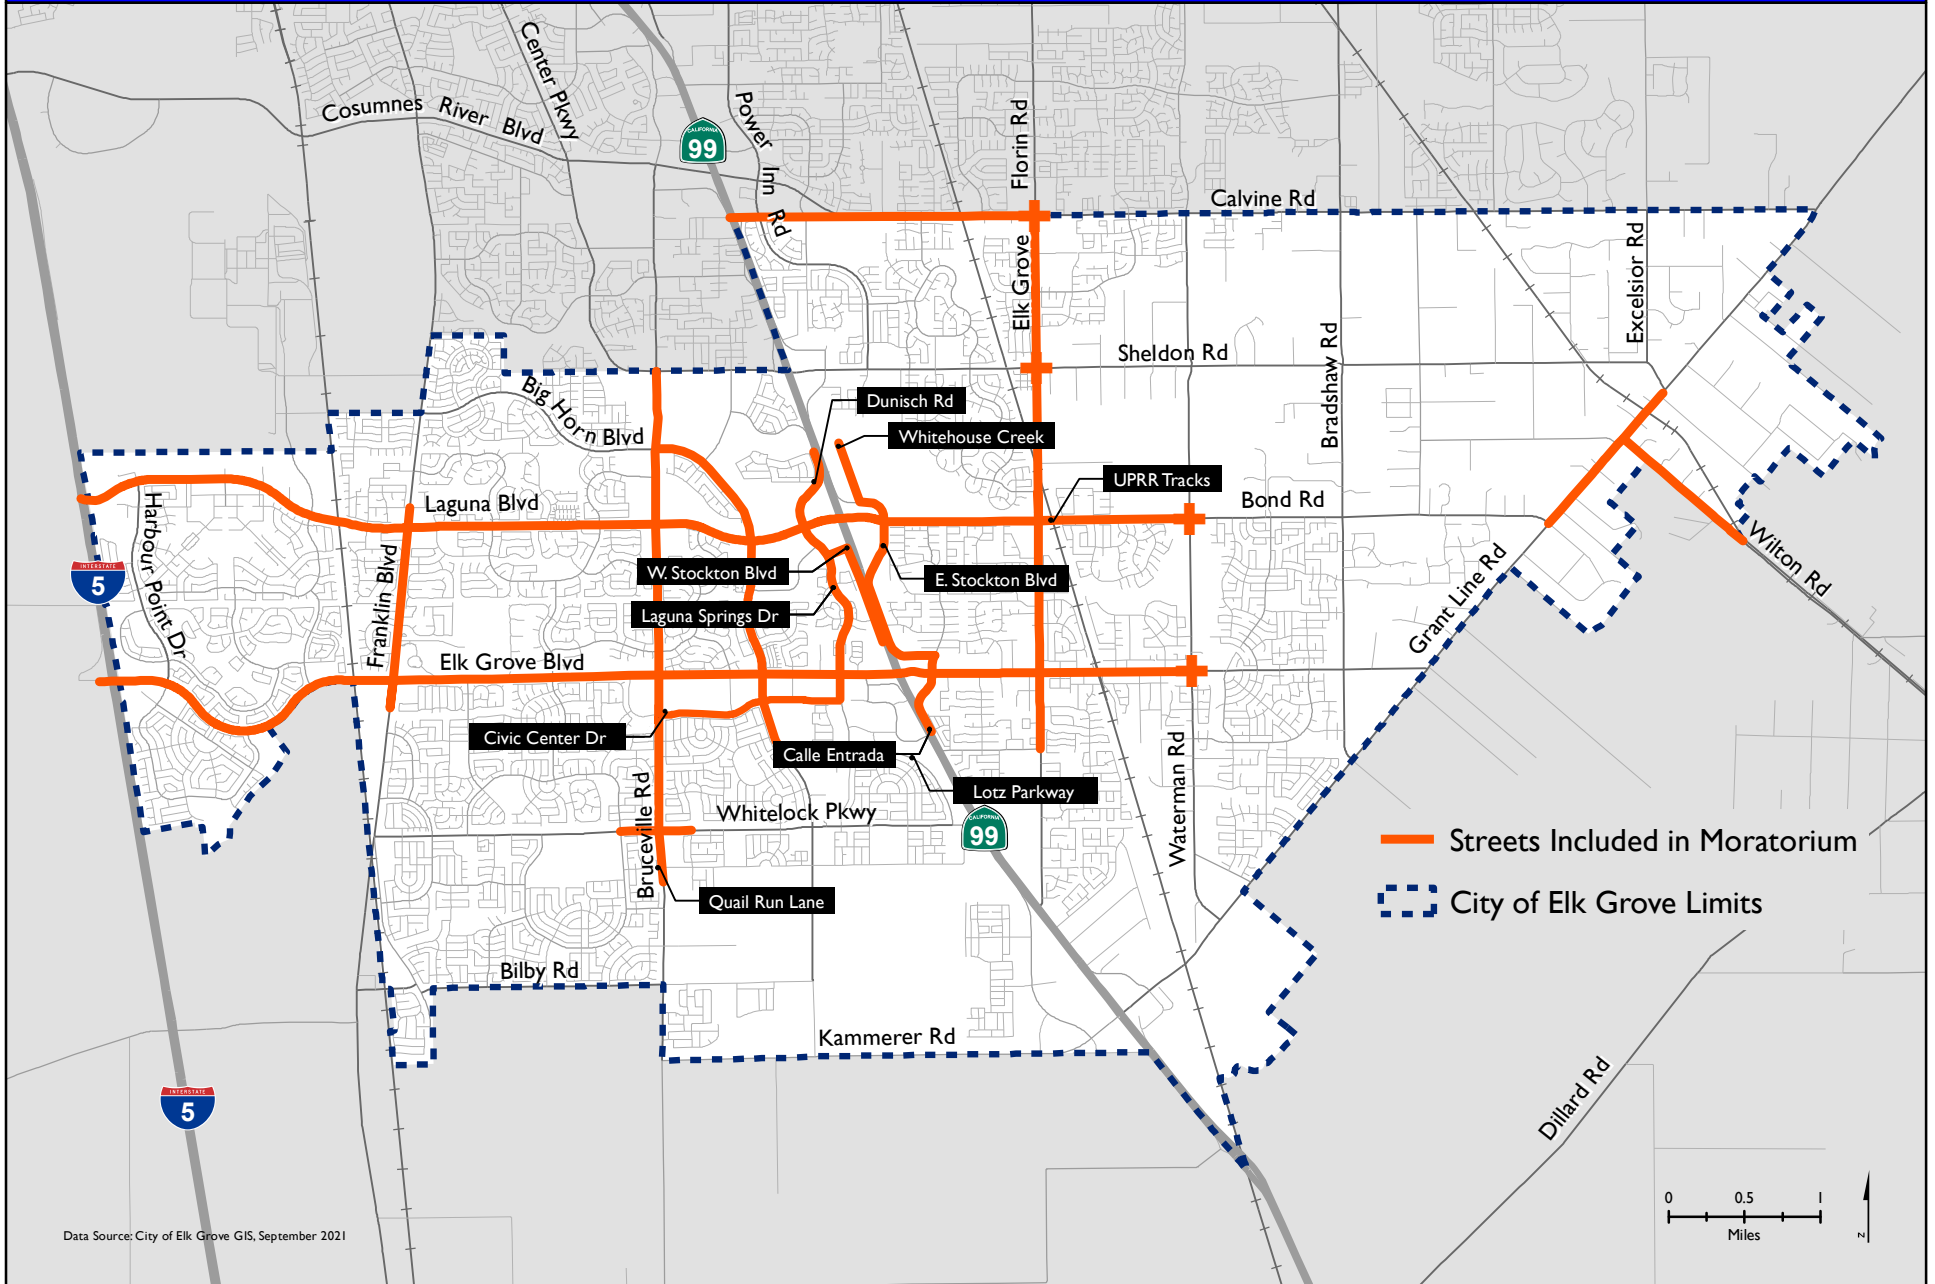 Center Pkwy
Cosumnes River Blvd
CALIFORNIA
99
Power Inn Rd
Florin Rd
Calvine Rd
Elk Grove
Excelsior Rd
Sheldon Rd
Bradshaw Rd
Big Horn Blvd
Dunisch Rd
Whitehouse Creek
UPRR Tracks
Laguna Blvd
Bond Rd
Harbour Point Dr
Franklin Blvd
INTERSTATE
5
W. Stockton Blvd
E. Stockton Blvd
Wilton Rd
Laguna Springs Dr
Grant Line Rd
Elk Grove Blvd
Civic Center Dr
Calle Entrada
Lotz Parkway
Waterman Rd
Bruceville Rd
Whitelock Pkwy
CALIFORNIA
99
Streets Included in Moratorium
Quail Run Lane
City of Elk Grove Limits
Bilby Rd
Kammerer Rd
INTERSTATE
5
Dillard Rd
0 0.5 1
Miles
Z
Data Source: City of Elk Grove GIS, September 2021